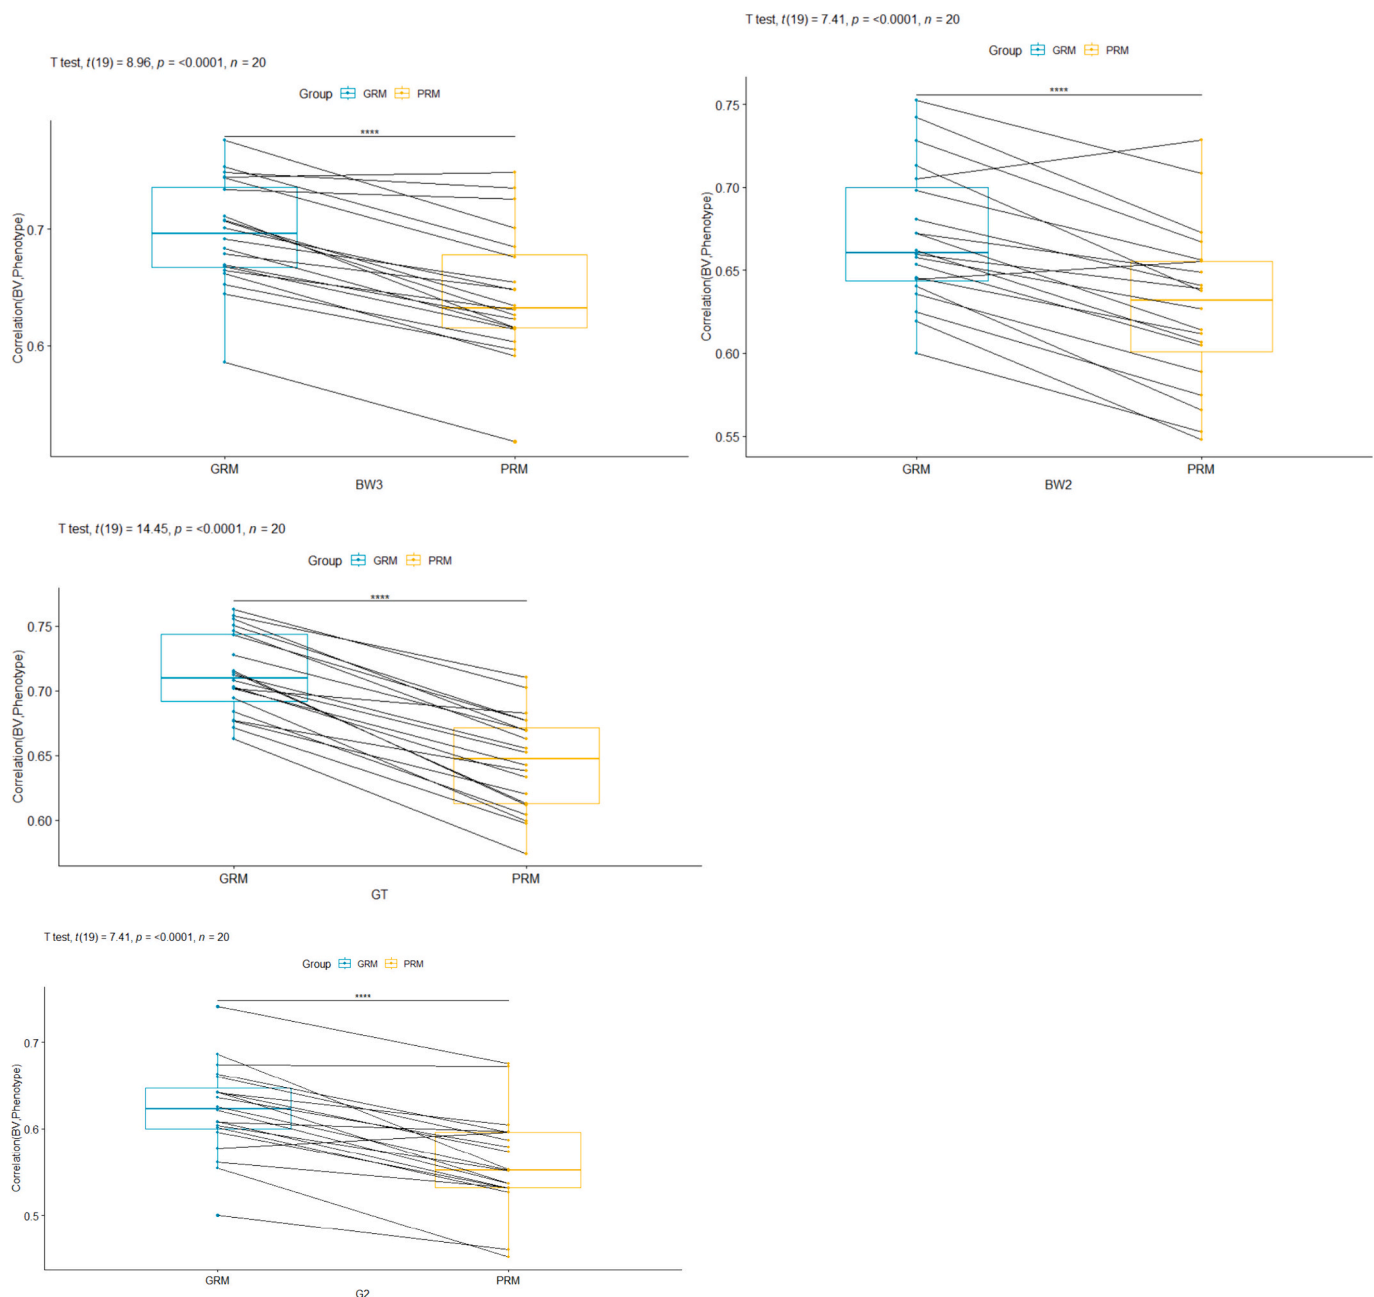 T test, t(19) = 8.96, p = <0.0001, n = 20
Group GRM PRM
****
Correlation(BV,Phenotype)
0.7
0.6
GRM PRM
BW3
T test, t(19) = 7.41, p = <0.0001, n = 20
Group GRM PRM
****
Correlation(BV,Phenotype)
0.75
0.70
0.65
0.60
0.55
GRM PRM
BW2
T test, t(19) = 14.45, p = <0.0001, n = 20
Group GRM PRM
****
Correlation(BV,Phenotype)
0.75
0.70
0.65
0.60
GRM PRM
GT
T test, t(19) = 7.41, p = <0.0001, n = 20
Group GRM PRM
****
Correlation(BV,Phenotype)
0.7
0.6
0.5
GRM PRM
G2